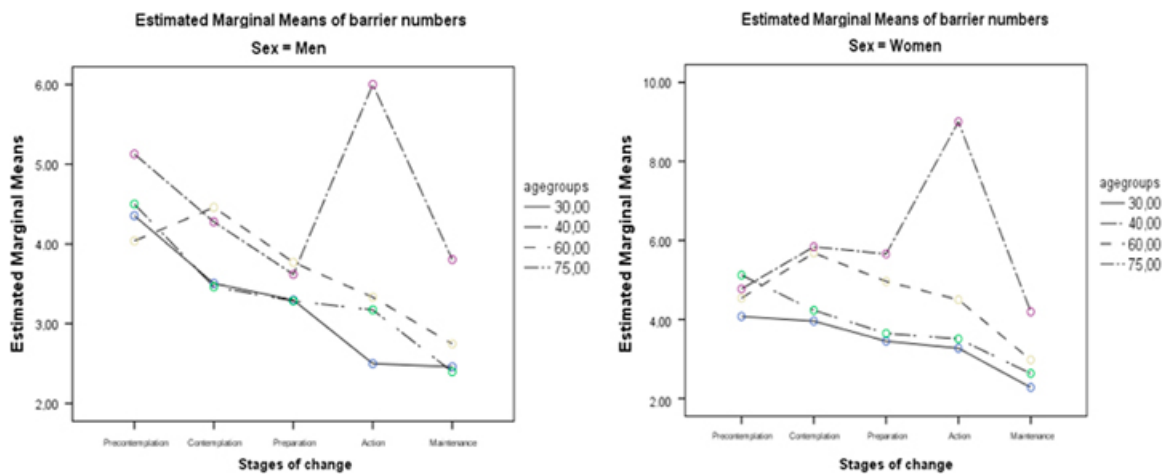 Estimated Marginal Means of barrier numbers
Sex = Men
Estimated Marginal Means
6,00
5,00
4,00
3,00
2,00
Precontemplation Contemplation Preparation Action Maintenance
Stages of change
agegroups
30,00
40,00
60,00
75,00
Estimated Marginal Means of barrier numbers
Sex = Women
Estimated Marginal Means
10,00
8,00
6,00
4,00
2,00
Precontemplation Contemplation Preparation Action Maintenance
Stages of change
agegroups
30,00
40,00
60,00
75,00